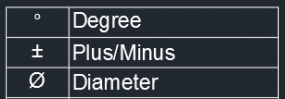 ° Degree
± Plus/Minus
Ø Diameter